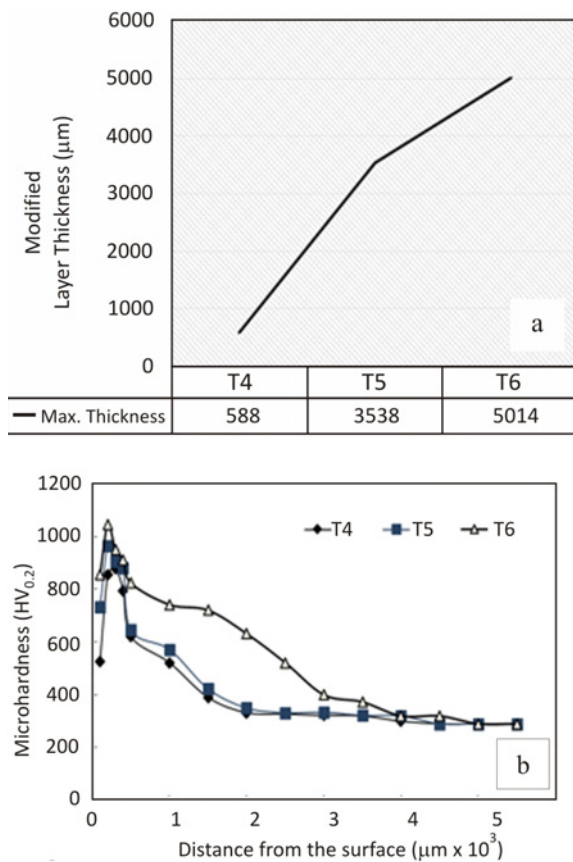 6000
5000
4000
3000
2000
1000
0
Modified
Layer Thickness (μm)
a
T4 T5 T6
Max. Thickness 588 3538 5014
1200
1000
800
600
400
200
0
Microhardness (HV0.2)
T4 T5 T6
b
0 1 2 3 4 5
Distance from the surface (μm x 10³)